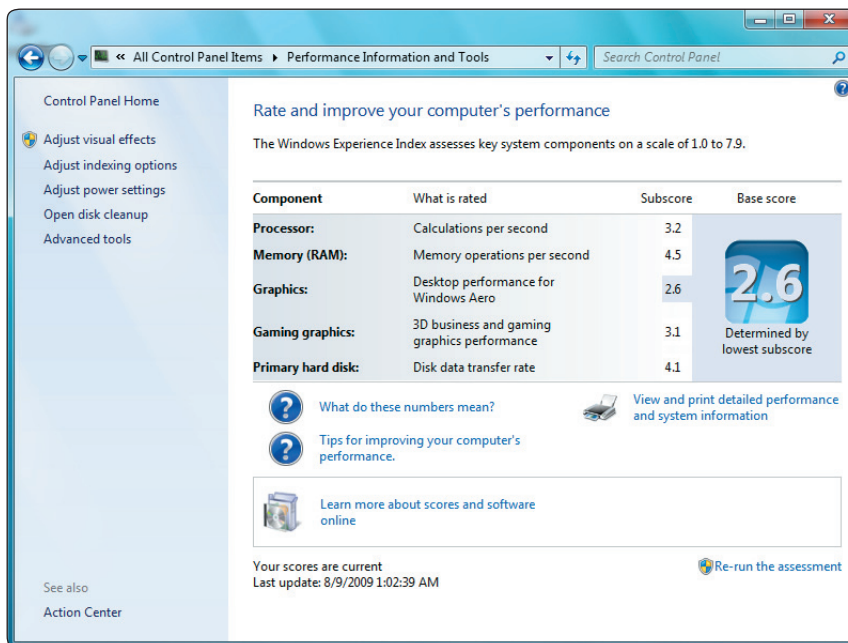 « All Control Panel Items ▸ Performance Information and Tools
Search Control Panel
Control Panel Home
Adjust visual effects
Adjust indexing options
Adjust power settings
Open disk cleanup
Advanced tools
See also
Action Center
Rate and improve your computer's performance
The Windows Experience Index assesses key system components on a scale of 1.0 to 7.9.
Component What is rated Subscore Base score
Processor: Calculations per second 3.2
Memory (RAM): Memory operations per second 4.5
Graphics: Desktop performance for
Windows Aero 2.6
Gaming graphics: 3D business and gaming
graphics performance 3.1
Primary hard disk: Disk data transfer rate 4.1
2.6
Determined by
lowest subscore
What do these numbers mean?
View and print detailed performance
and system information
Tips for improving your computer's
performance.
Learn more about scores and software
online
Your scores are current
Last update: 8/9/2009 1:02:39 AM
Re-run the assessment